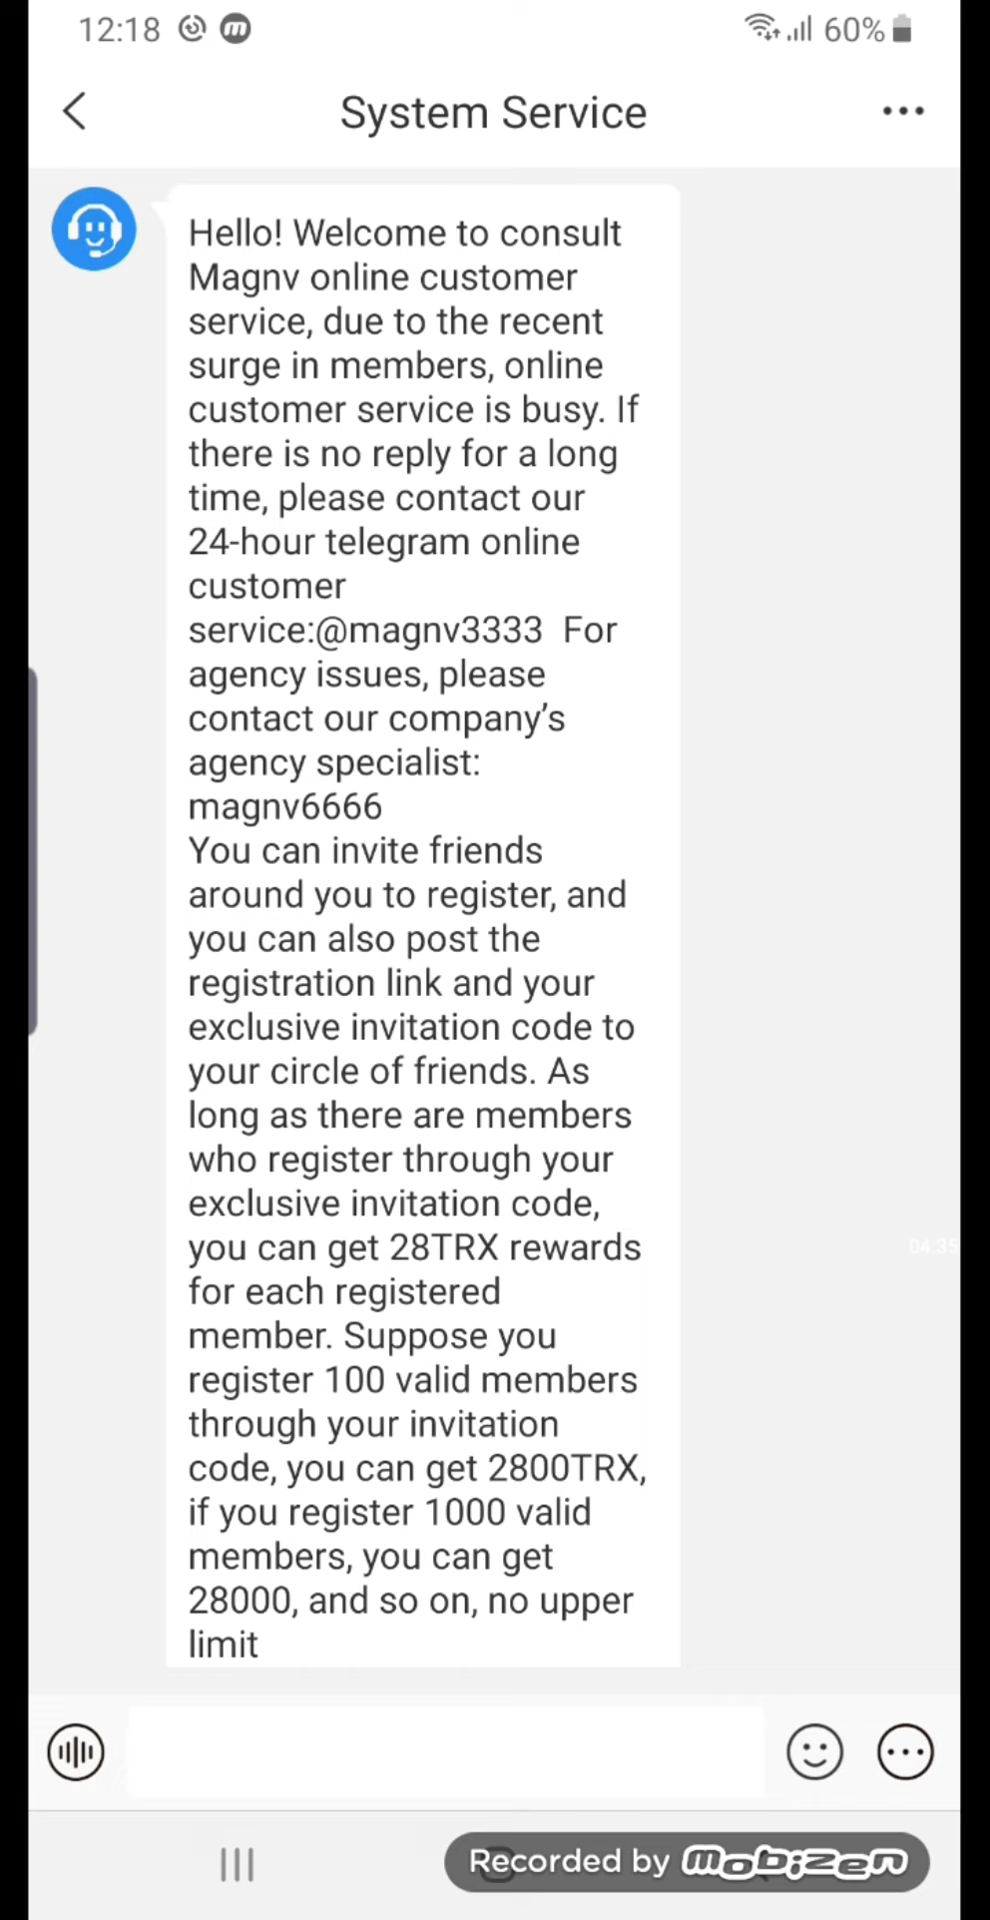 12:18
60%
System Service
Hello! Welcome to consult
Magnv online customer
service, due to the recent
surge in members, online
customer service is busy. If
there is no reply for a long
time, please contact our
24-hour telegram online
customer
service:@magnv3333  For
agency issues, please
contact our company’s
agency specialist:
magnv6666
You can invite friends
around you to register, and
you can also post the
registration link and your
exclusive invitation code to
your circle of friends. As
long as there are members
who register through your
exclusive invitation code,
you can get 28TRX rewards
for each registered
member. Suppose you
register 100 valid members
through your invitation
code, you can get 2800TRX,
if you register 1000 valid
members, you can get
28000, and so on, no upper
limit
04:35
Recorded by mobizen